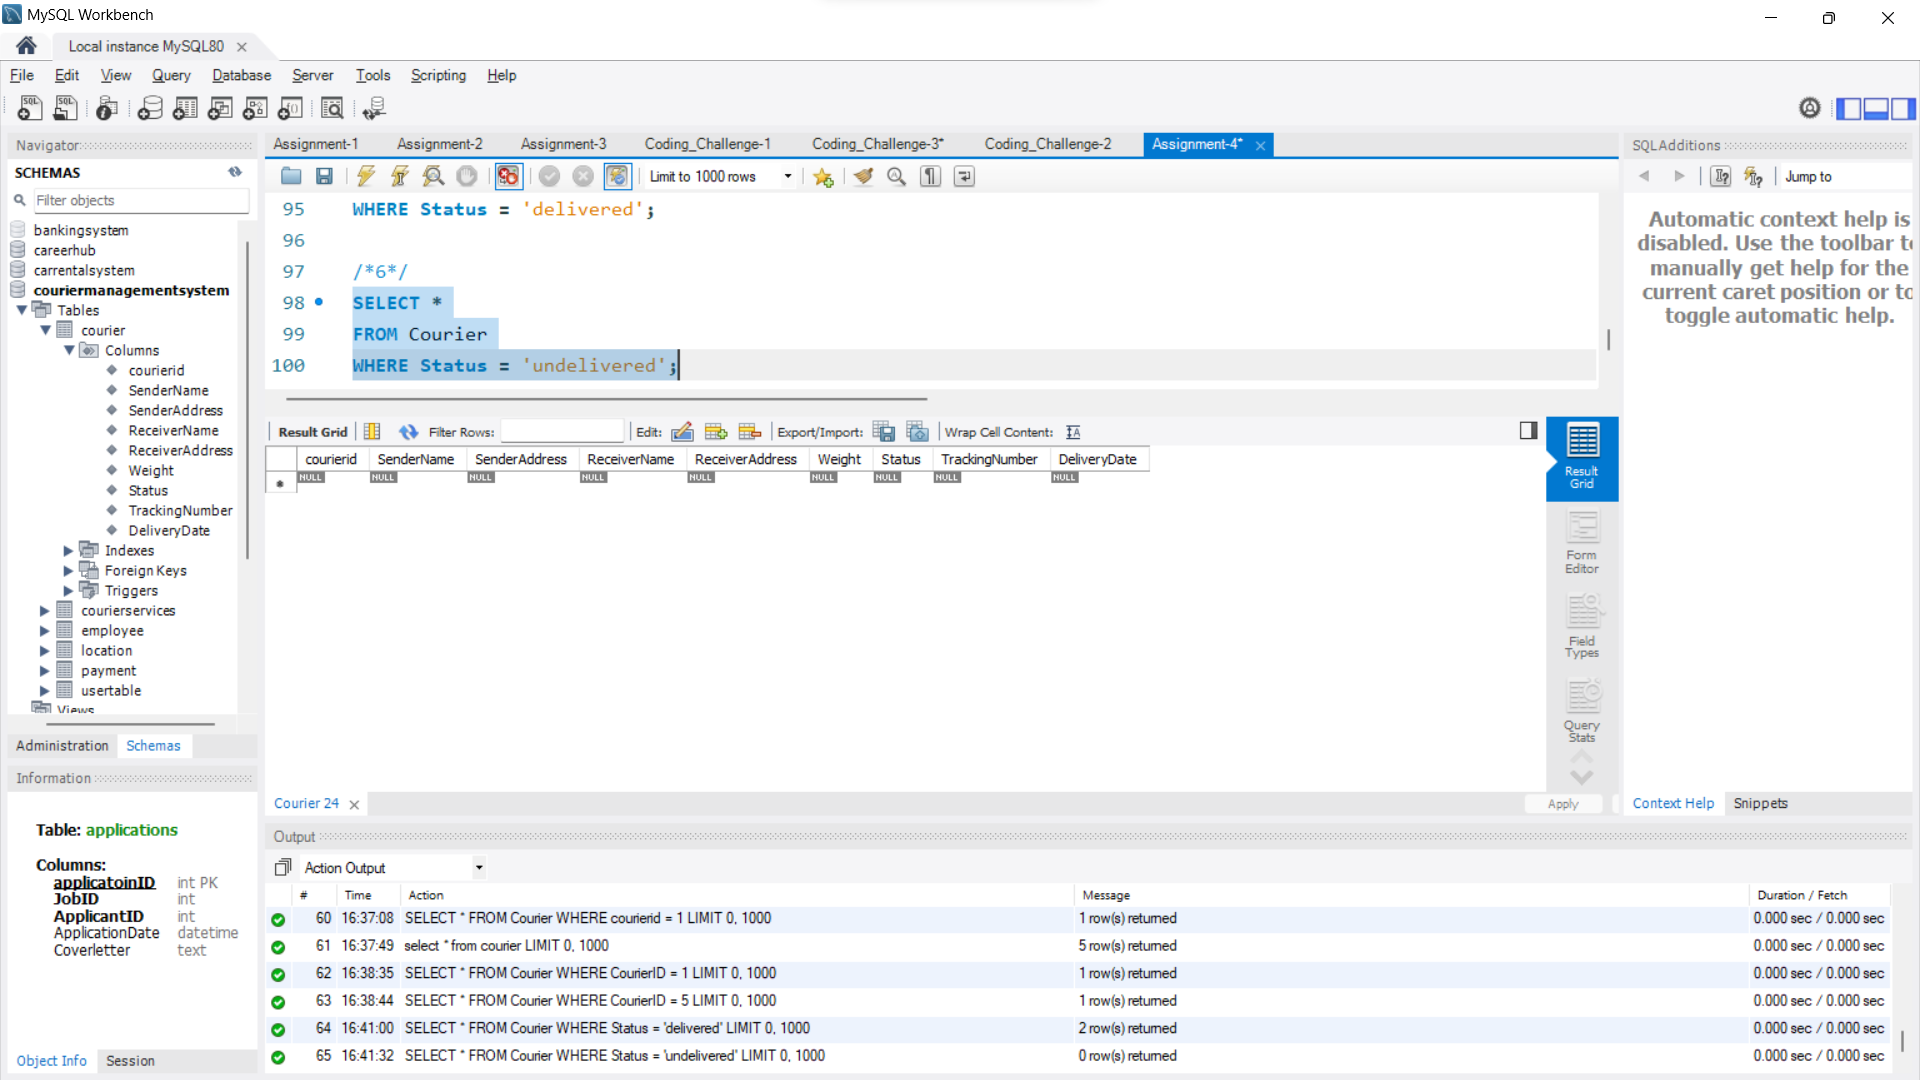 MySQL Workbench
Local instance MySQL80
File Edit View Query Database Server Tools Scripting Help
Navigator
SCHEMAS
Filter objects
bankingsystem
careerhub
carrentalsystem
couriermanagementsystem
Tables
courier
Columns
courierid
SenderName
SenderAddress
ReceiverName
ReceiverAddress
Weight
Status
TrackingNumber
DeliveryDate
Indexes
Foreign Keys
Triggers
courierservices
employee
location
payment
usertable
Views
Administration Schemas
Information
Table: applications
Columns:
applicatoinID int PK
JobID int
ApplicantID int
ApplicationDate datetime
Coverletter text
Object Info Session
Assignment-1 Assignment-2 Assignment-3 Coding_Challenge-1 Coding_Challenge-3* Coding_Challenge-2 Assignment-4*
Limit to 1000 rows
95 WHERE Status = 'delivered';
96
97 /*6*/
98 SELECT *
99 FROM Courier
100 WHERE Status = 'undelivered';
Result Grid Filter Rows: Edit: Export/Import: Wrap Cell Content:
courierid SenderName SenderAddress ReceiverName ReceiverAddress Weight Status TrackingNumber DeliveryDate
NULL NULL NULL NULL NULL NULL NULL NULL NULL
Result
Grid
Form
Editor
Field
Types
Query
Stats
Courier 24
Apply
SQLAdditions
Jump to
Automatic context help is
disabled. Use the toolbar to
manually get help for the
current caret position or to
toggle automatic help.
Context Help Snippets
Output
Action Output
# Time Action Message Duration / Fetch
60 16:37:08 SELECT * FROM Courier WHERE courierid = 1 LIMIT 0, 1000 1 row(s) returned 0.000 sec / 0.000 sec
61 16:37:49 select * from courier LIMIT 0, 1000 5 row(s) returned 0.000 sec / 0.000 sec
62 16:38:35 SELECT * FROM Courier WHERE CourierID = 1 LIMIT 0, 1000 1 row(s) returned 0.000 sec / 0.000 sec
63 16:38:44 SELECT * FROM Courier WHERE CourierID = 5 LIMIT 0, 1000 1 row(s) returned 0.000 sec / 0.000 sec
64 16:41:00 SELECT * FROM Courier WHERE Status = 'delivered' LIMIT 0, 1000 2 row(s) returned 0.000 sec / 0.000 sec
65 16:41:32 SELECT * FROM Courier WHERE Status = 'undelivered' LIMIT 0, 1000 0 row(s) returned 0.000 sec / 0.000 sec